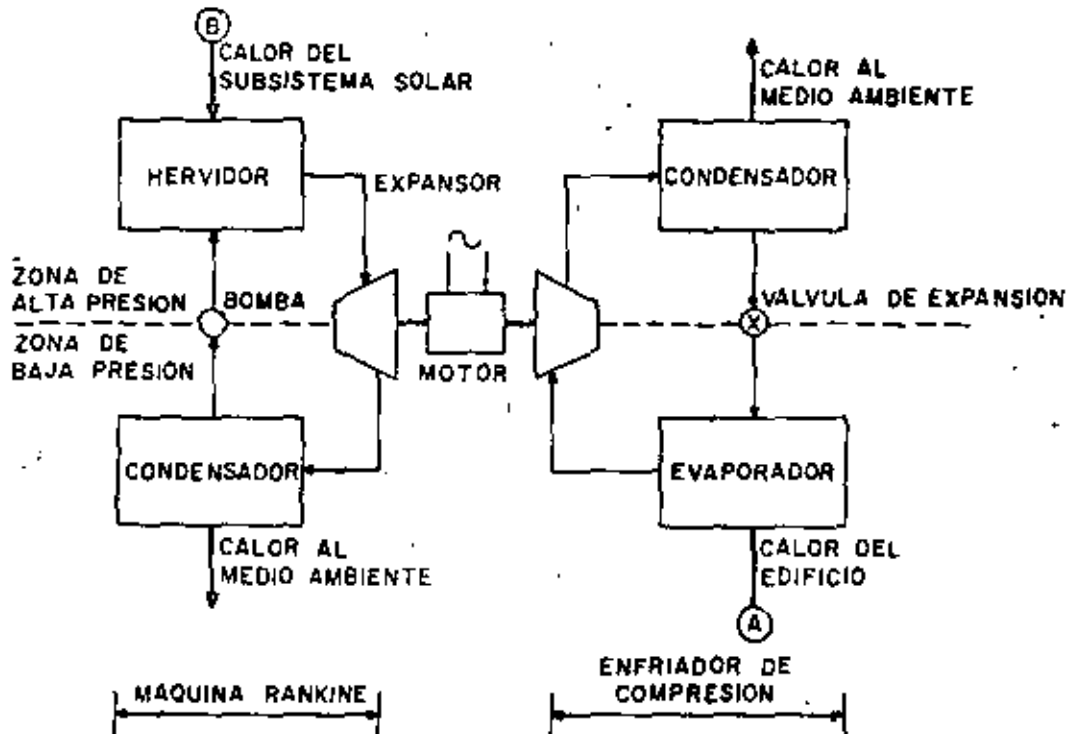 B
CALOR DEL
SUBSISTEMA SOLAR
HERVIDOR
EXPANSOR
CALOR AL
MEDIO AMBIENTE
CONDENSADOR
ZONA DE
ALTA PRESION
BOMBA
ZONA DE
BAJA PRESION
MOTOR
VALVULA DE EXPANSION
X
CONDENSADOR
CALOR AL
MEDIO AMBIENTE
EVAPORADOR
CALOR DEL
EDIFICIO
A
MAQUINA RANKINE
ENFRIADOR DE
COMPRESION